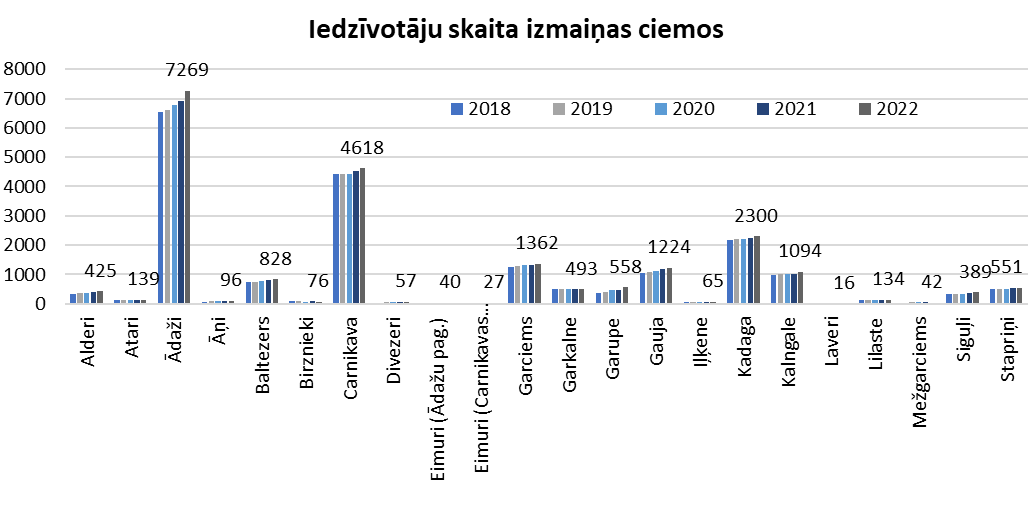 Iedzīvotāju skaita izmaiņas ciemos
8000
7000
6000
5000
4000
3000
2000
1000
0
2018
2019
2020
2021
2022
425
139
7269
96
828
76
4618
57
40
27
1362
493
558
1224
65
2300
1094
16
134
42
389
551
Alderi
Atari
Ādaži
Āņi
Baltezers
Birznieki
Carnikava
Divezeri
Eimuri (Ādažu pag.)
Eimuri (Carnikavas…
Garciems
Garkalne
Garupe
Gauja
Iļķene
Kadaga
Kalngale
Laveri
Lilaste
Mežgarciems
Siguļi
Stapriņi